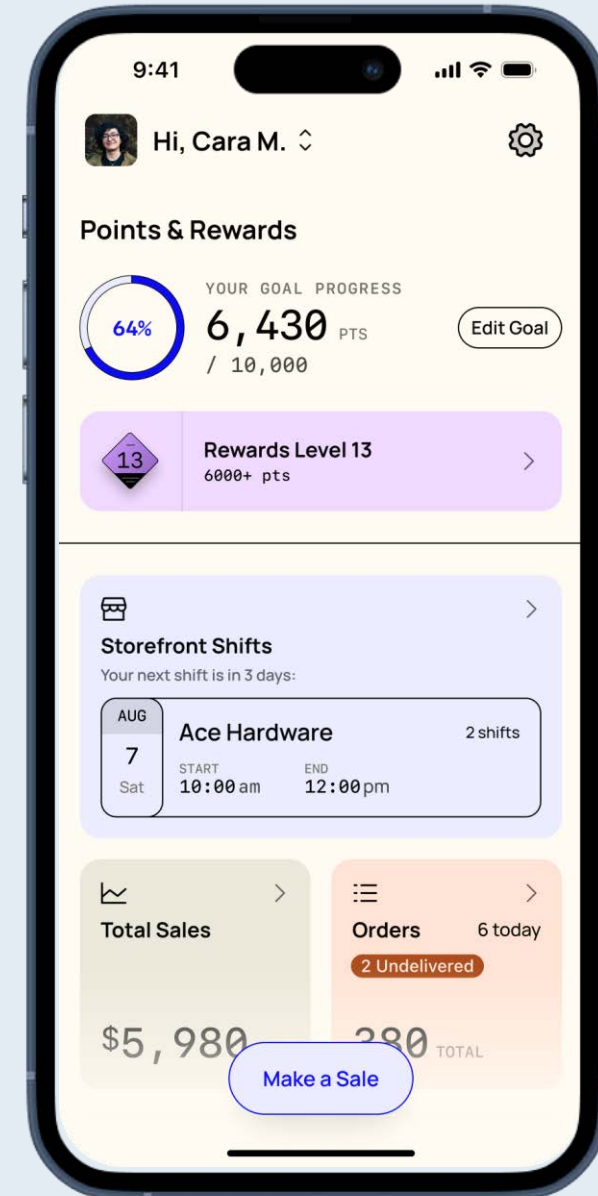 9:41
Hi, Cara M.
Points & Rewards
64%
YOUR GOAL PROGRESS
6,430 PTS
/ 10,000
Edit Goal
13
Rewards Level 13
6000+ pts
Storefront Shifts
Your next shift is in 3 days:
AUG
7
Sat
Ace Hardware
2 shifts
START
10:00 am
END
12:00 pm
Total Sales
$5,980
Orders
6 today
2 Undelivered
380 TOTAL
Make a Sale